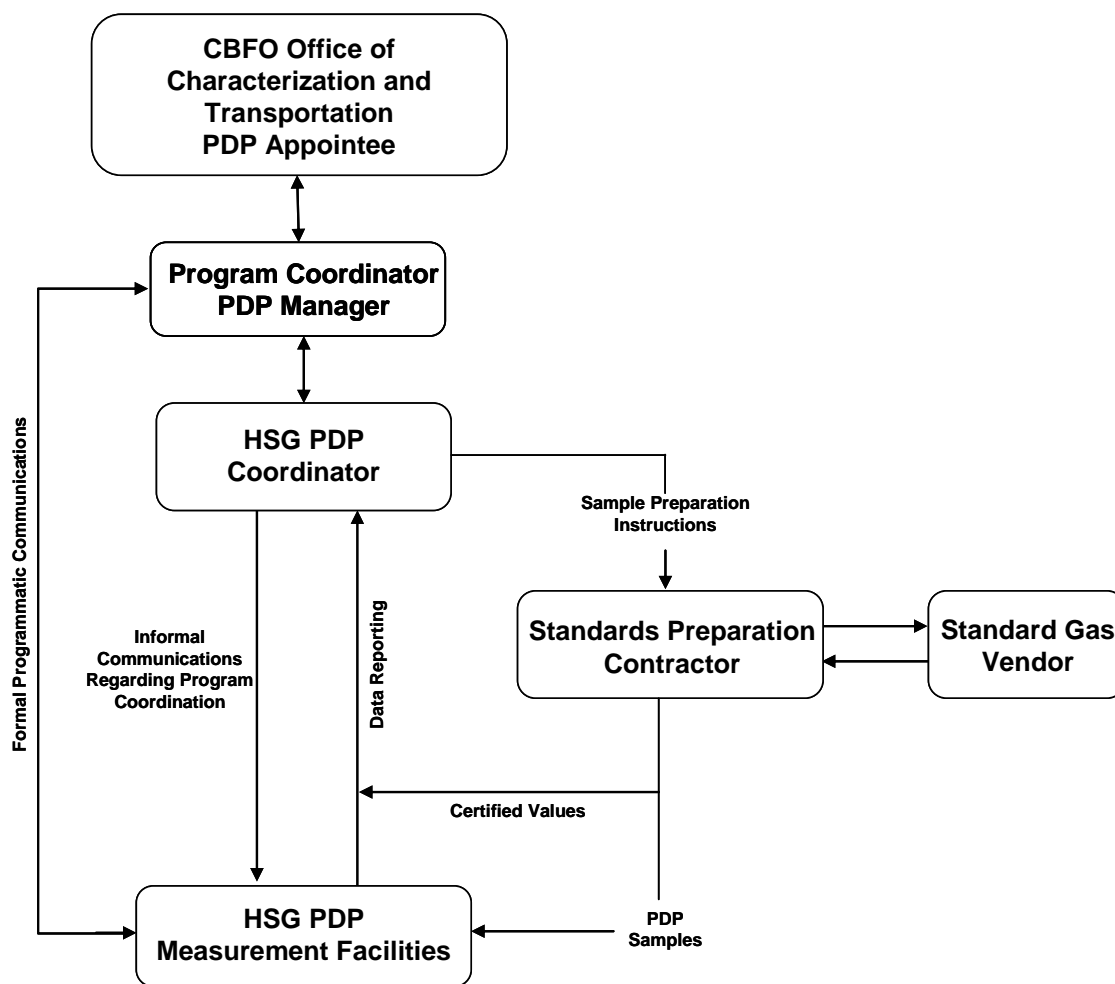 CBFO Office of
Characterization and
Transportation
PDP Appointee
Program Coordinator
PDP Manager
HSG PDP
Coordinator
Sample Preparation
Instructions
Standards Preparation
Contractor
Standard Gas
Vendor
Formal Programmatic Communications
Informal
Communications
Regarding Program
Coordination
Data Reporting
Certified Values
HSG PDP
Measurement Facilities
PDP
Samples